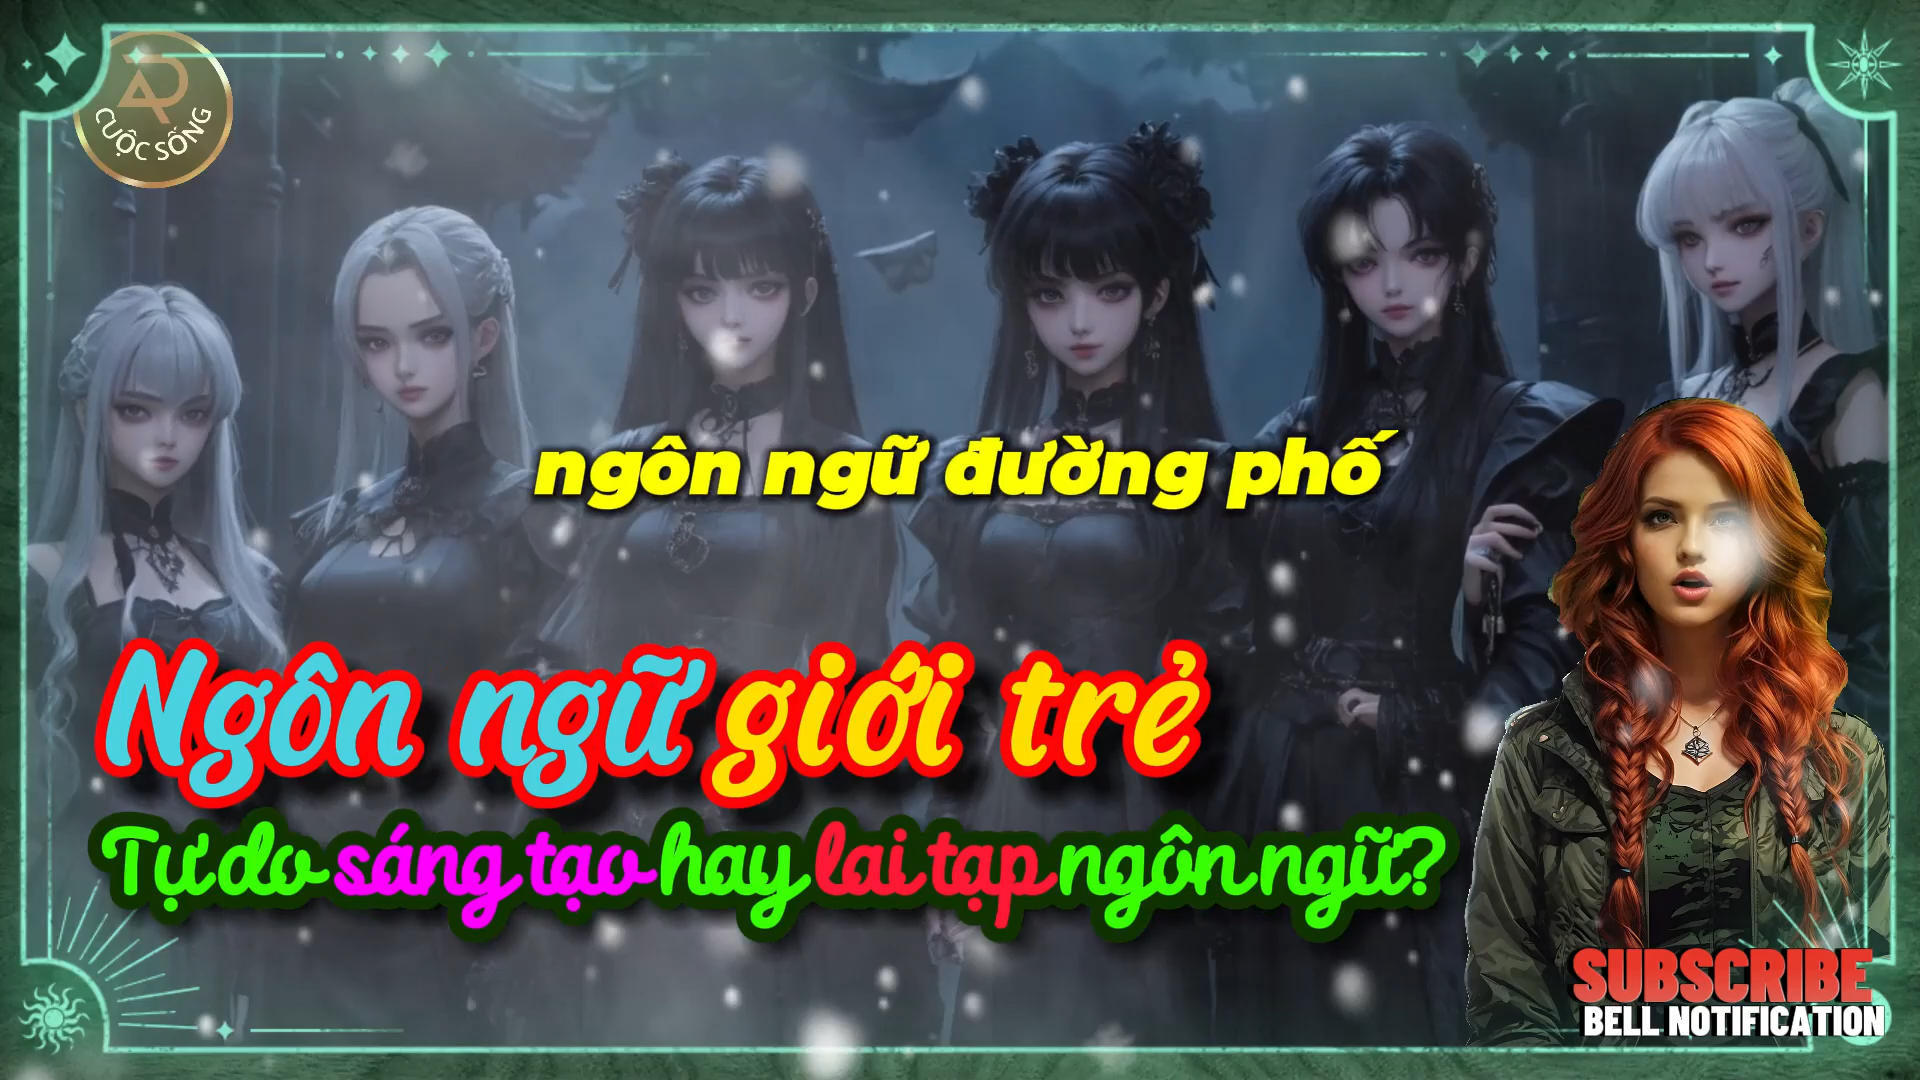 AD
CUỘC SỐNG
ngôn ngữ đường phố
Ngôn ngữ giới trẻ
Tự do sáng tạo hay lai tạp ngôn ngữ?
SUBSCRIBE
BELL NOTIFICATION